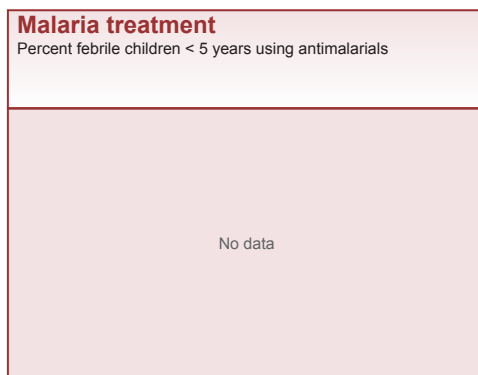 Malaria treatment
Percent febrile children < 5 years using antimalarials
No data